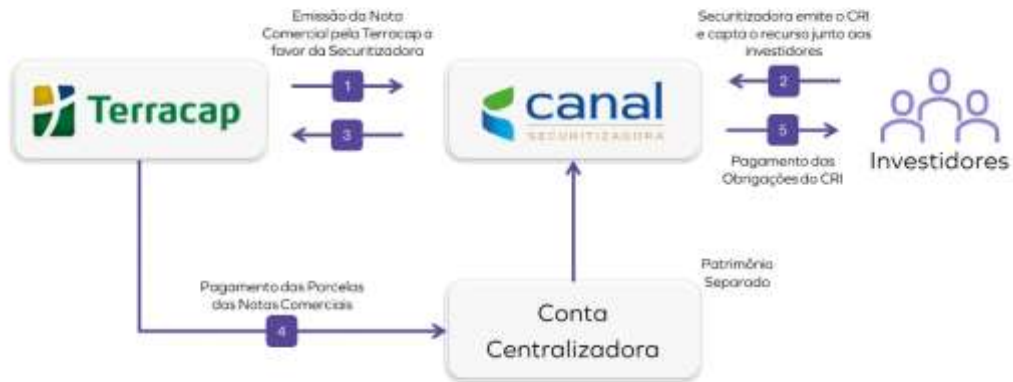 Emissão da Nota
Comercial pela Terracap a
favor da Securitizadora
Securitizadora emite o CRI
e capta o recurso junto aos
investidores
Terracap
1
3
canal
SECURITIZADORA
2
5
Investidores
Pagamento das
Obrigações do CRI
Pagamento das Parcelas
das Notas Comerciais
4
Conta
Centralizadora
Patrimônio
Separado